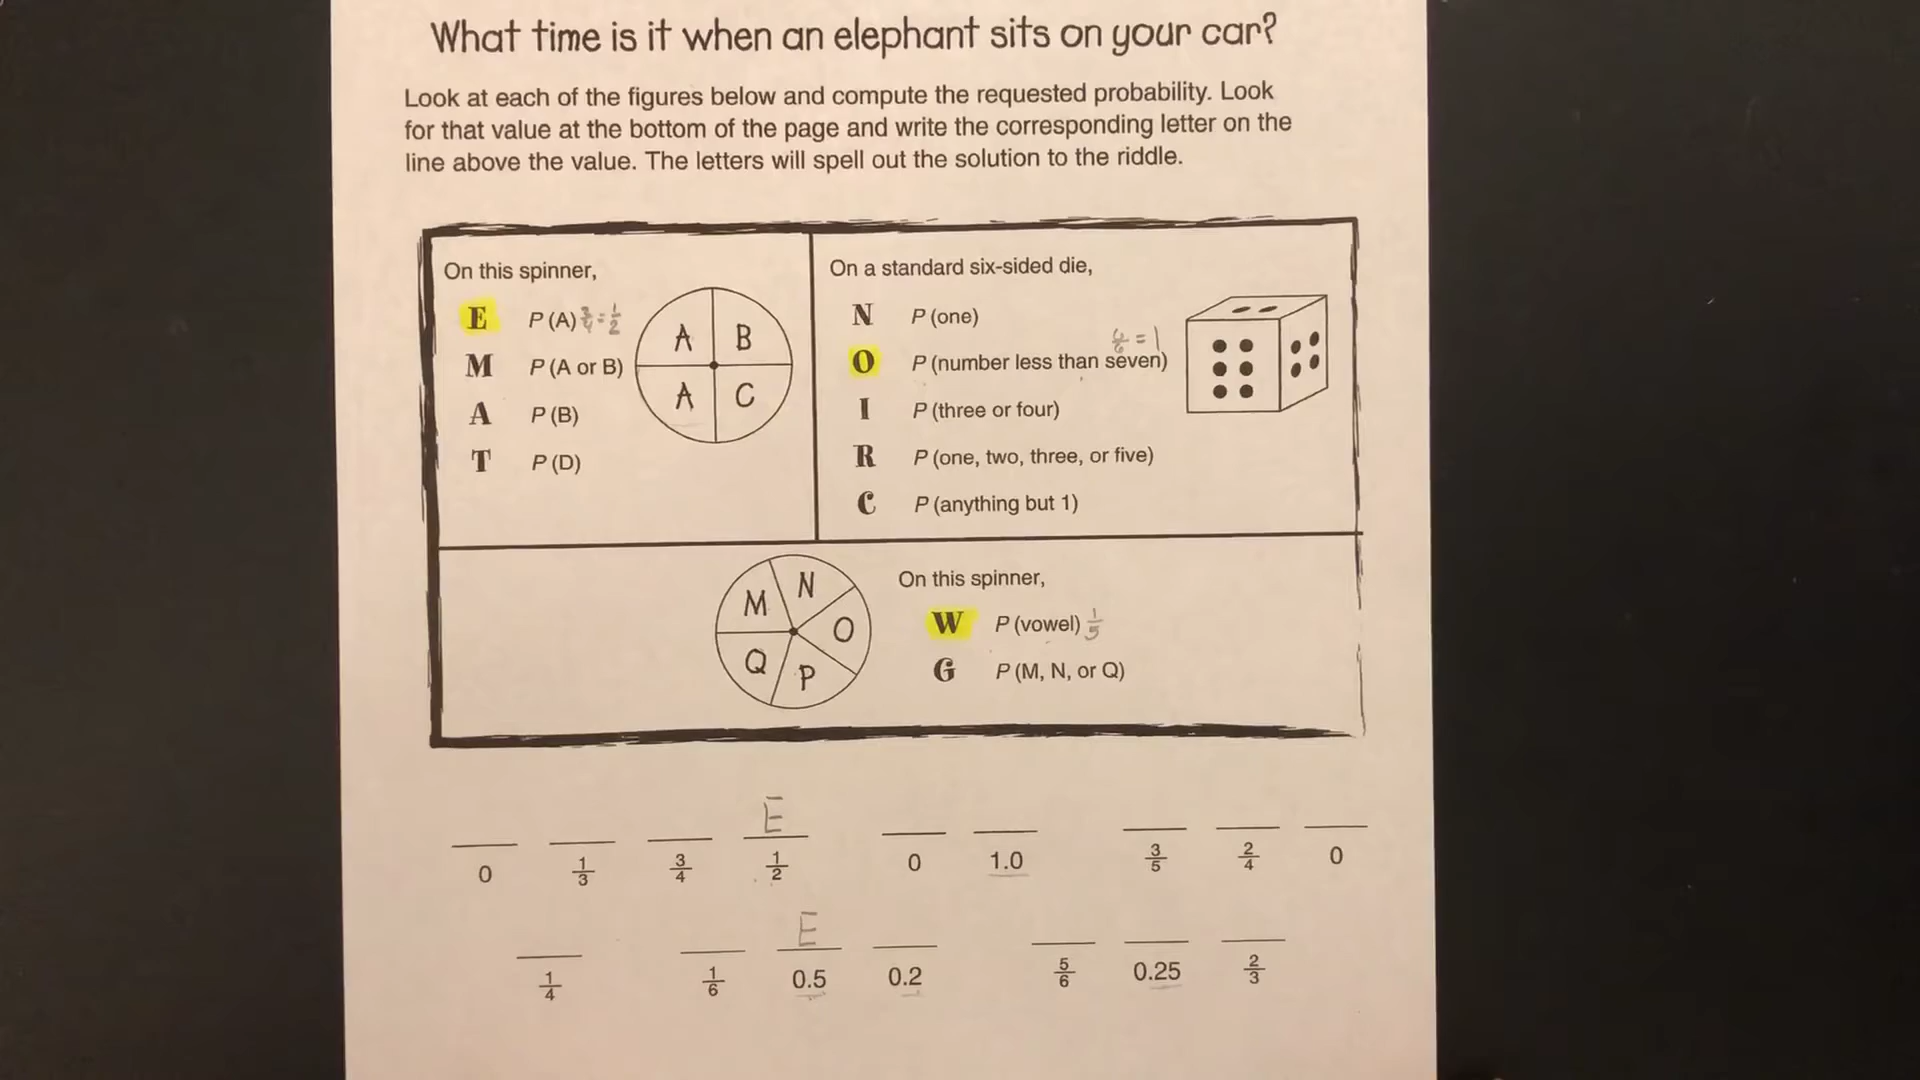 What time is it when an elephant sits on your car?
Look at each of the figures below and compute the requested probability. Look
for that value at the bottom of the page and write the corresponding letter on the
line above the value. The letters will spell out the solution to the riddle.
On this spinner,
E P (A) 2/4 = 1/2
M P (A or B)
A P (B)
T P (D)
A B
A C
On a standard six-sided die,
N P (one)
6/6 = 1
O P (number less than seven)
I P (three or four)
R P (one, two, three, or five)
C P (anything but 1)
M N O
Q P
On this spinner,
W P (vowel) 1/5
G P (M, N, or Q)
E
0 1/3 3/4 1/2 0 1.0 3/5 2/4 0
E
1/4 1/6 0.5 0.2 5/6 0.25 2/3